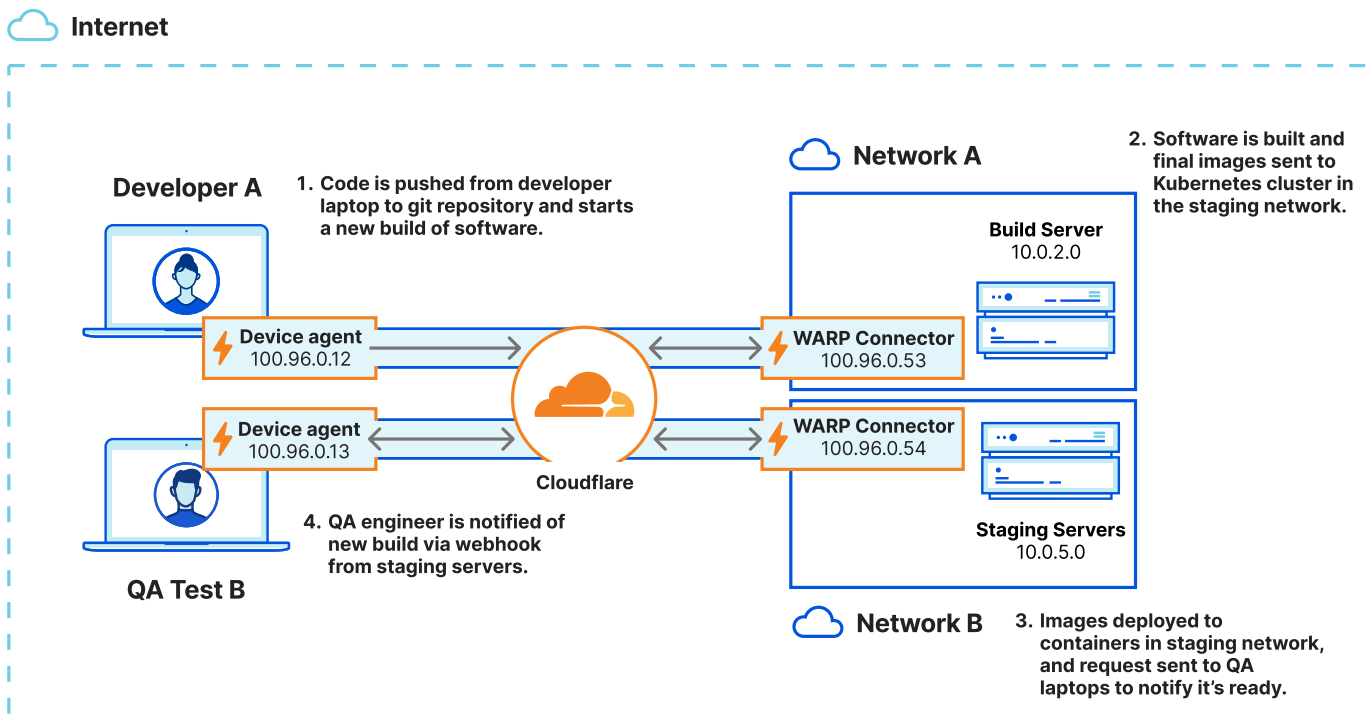 Internet
Developer A
1. Code is pushed from developer
laptop to git repository and starts
a new build of software.
Network A
2. Software is built and
final images sent to
Kubernetes cluster in
the staging network.
Build Server
10.0.2.0
Device agent
100.96.0.12
WARP Connector
100.96.0.53
Device agent
100.96.0.13
WARP Connector
100.96.0.54
Cloudflare
Staging Servers
10.0.5.0
4. QA engineer is notified of
new build via webhook
from staging servers.
QA Test B
Network B
3. Images deployed to
containers in staging network,
and request sent to QA
laptops to notify it’s ready.